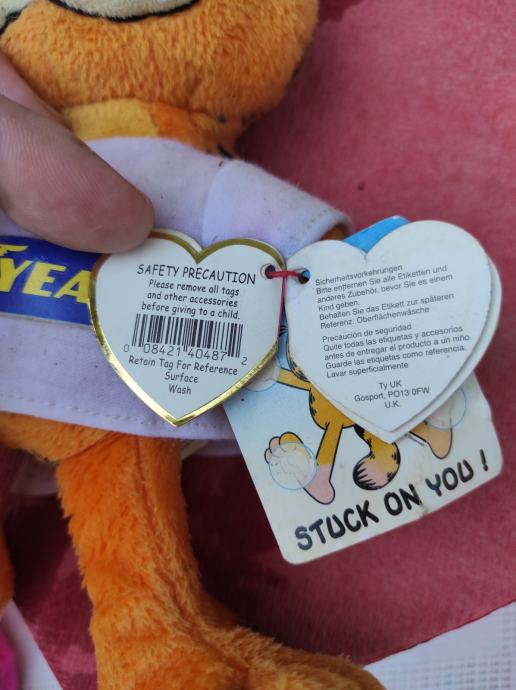 YEA
SAFETY PRECAUTION
Please remove all tags
and other accessories
before giving to a child.
0 08421 40487 2
Retain Tag For Reference
Surface
Wash
Sicherheitsvorkehrungen
Bitte entfernen Sie alle Etiketten und
anderes Zubehör, bevor Sie es einem
Kind geben.
Behalten Sie das Etikett zur späteren
Referenz. Oberflächenwäsche
Precaución de seguridad
Quite todas las etiquetas y accesorios
antes de entregar el producto a un niño.
Guarde las etiquetas como referencia.
Lavar superficialmente
Ty UK
Gosport, PO13 0FW
U.K.
STUCK ON YOU !